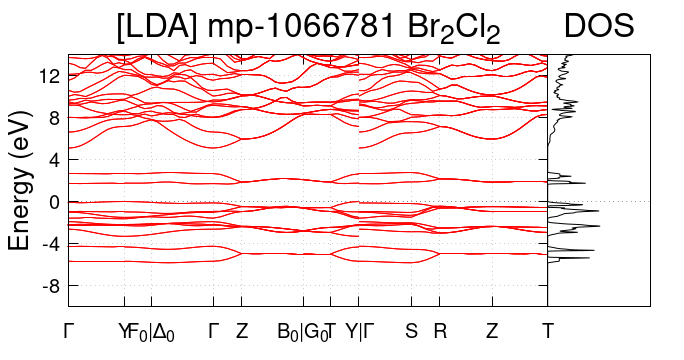 [LDA] mp-1066781 Br₂Cl₂ DOS
Energy (eV)
12
8
4
0
-4
-8
Γ Y F₀|Δ₀ Γ Z B₀|G₀ T Y|Γ S R Z T